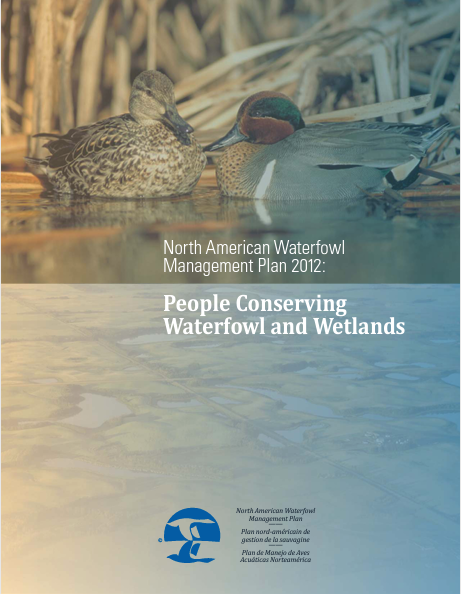 North American Waterfowl
Management Plan 2012:
People Conserving
Waterfowl and Wetlands
©
North American Waterfowl
Management Plan
Plan nord-américain de
gestion de la sauvagine
Plan de Manejo de Aves
Acuáticas Norteamérica